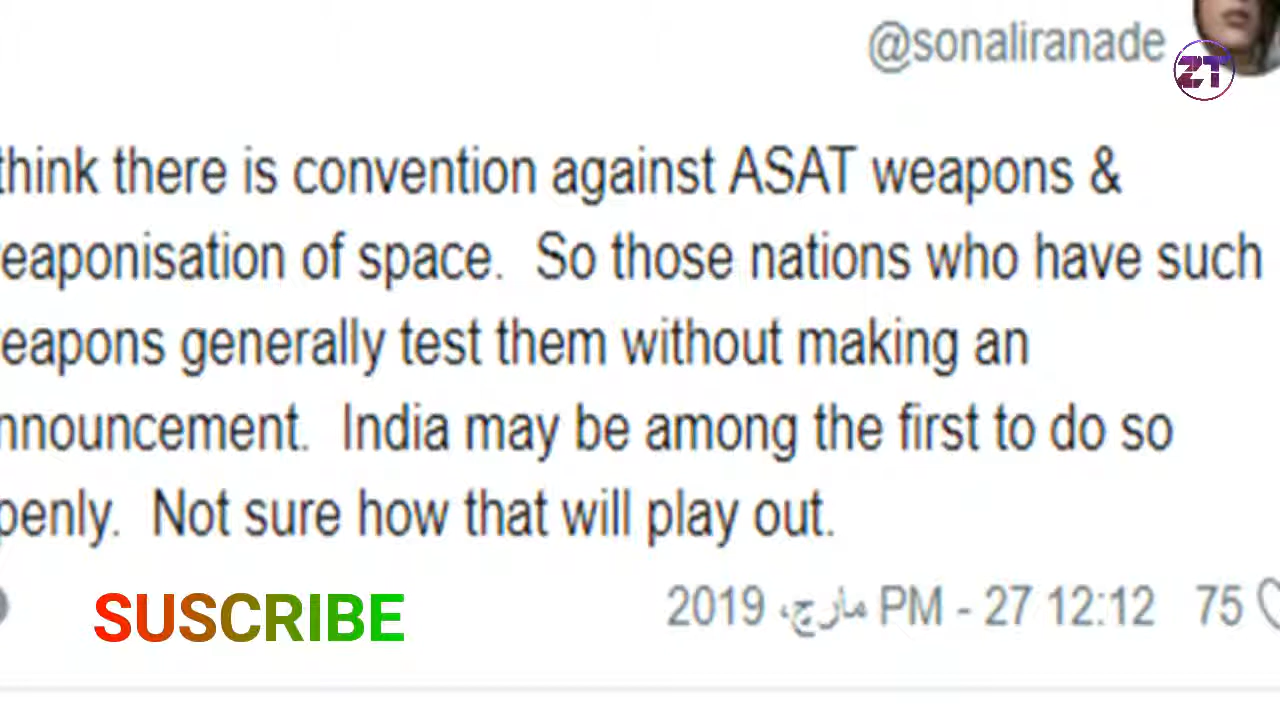 @sonaliranade
ZT
think there is convention against ASAT weapons &
eaponisation of space. So those nations who have such
eapons generally test them without making an
nnouncement. India may be among the first to do so
penly. Not sure how that will play out.
SUSCRIBE
2019 مارچ، 27 - PM 12:12 75